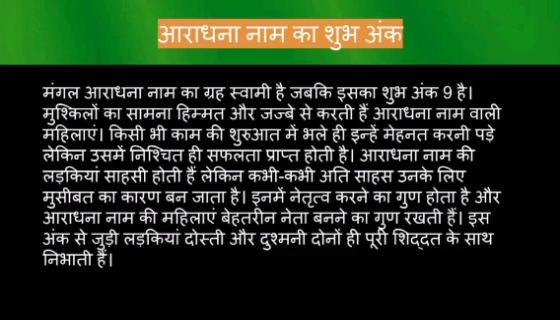 आराधना नाम का शुभ अंक
मंगल आराधना नाम का ग्रह स्वामी है जबकि इसका शुभ अंक 9 है।
मुश्किलों का सामना हिम्मत और जज्बे से करती हैं आराधना नाम वाली
महिलाएं। किसी भी काम की शुरुआत में भले ही इन्हें मेहनत करनी पड़े
लेकिन उसमें निश्चित ही सफलता प्राप्त होती है। आराधना नाम की
लड़कियां साहसी होती हैं लेकिन कभी-कभी अति साहस उनके लिए
मुसीबत का कारण बन जाता है। इनमें नेतृत्व करने का गुण होता है और
आराधना नाम की महिलाएं बेहतरीन नेता बनने का गुण रखती हैं। इस
अंक से जुड़ी लड़कियां दोस्ती और दुश्मनी दोनों ही पूरी शिद्दत के साथ
निभाती हैं।